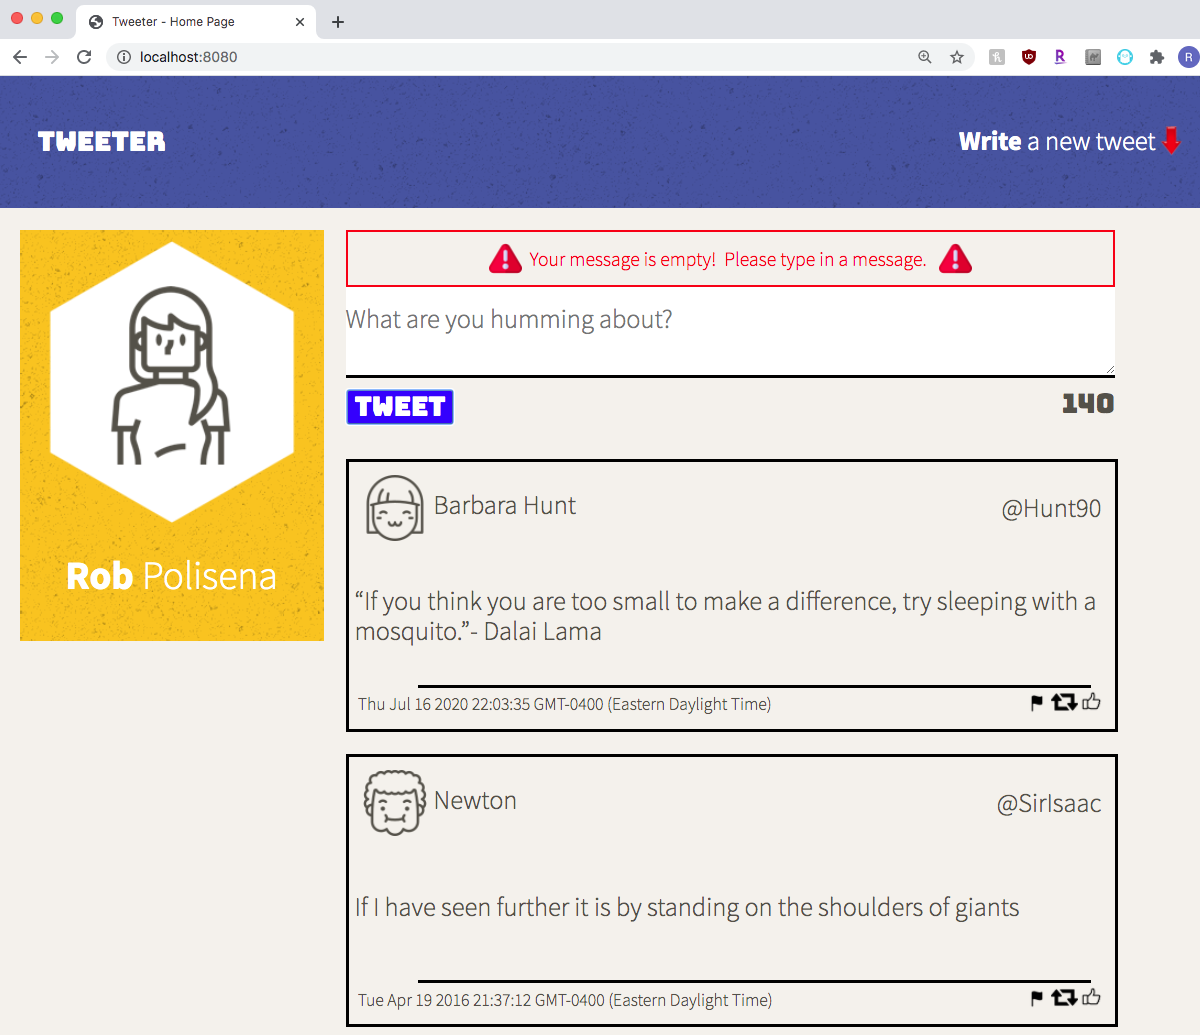 Tweeter - Home Page
localhost:8080
R
R
TWEETER
Write a new tweet
Your message is empty!  Please type in a message.
What are you humming about?
TWEET
140
Rob Polisena
Barbara Hunt
@Hunt90
“If you think you are too small to make a difference, try sleeping with a
mosquito.”- Dalai Lama
Thu Jul 16 2020 22:03:35 GMT-0400 (Eastern Daylight Time)
Newton
@SirIsaac
If I have seen further it is by standing on the shoulders of giants
Tue Apr 19 2016 21:37:12 GMT-0400 (Eastern Daylight Time)